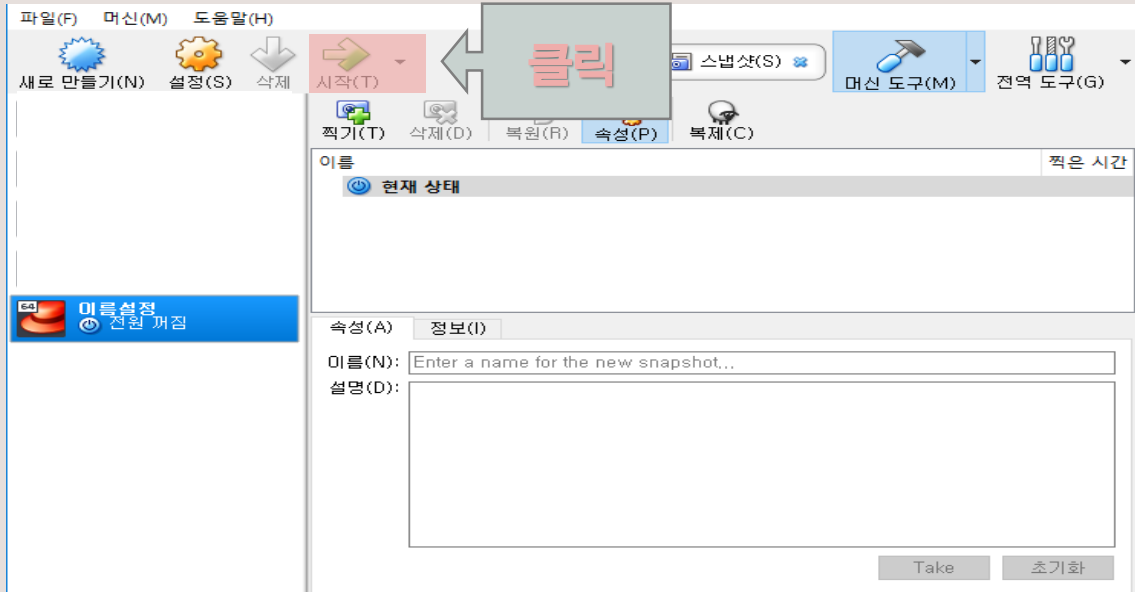 파일(F) 머신(M) 도움말(H)
새로 만들기(N) 설정(S) 삭제 시작(T) 클릭 스냅샷(S) 머신 도구(M) 전역 도구(G)
찍기(T) 삭제(D) 복원(R) 속성(P) 복제(C)
이름 찍은 시간
현재 상태
64 이름설정
전원 꺼짐
속성(A) 정보(I)
이름(N): Enter a name for the new snapshot...
설명(D):
Take 초기화